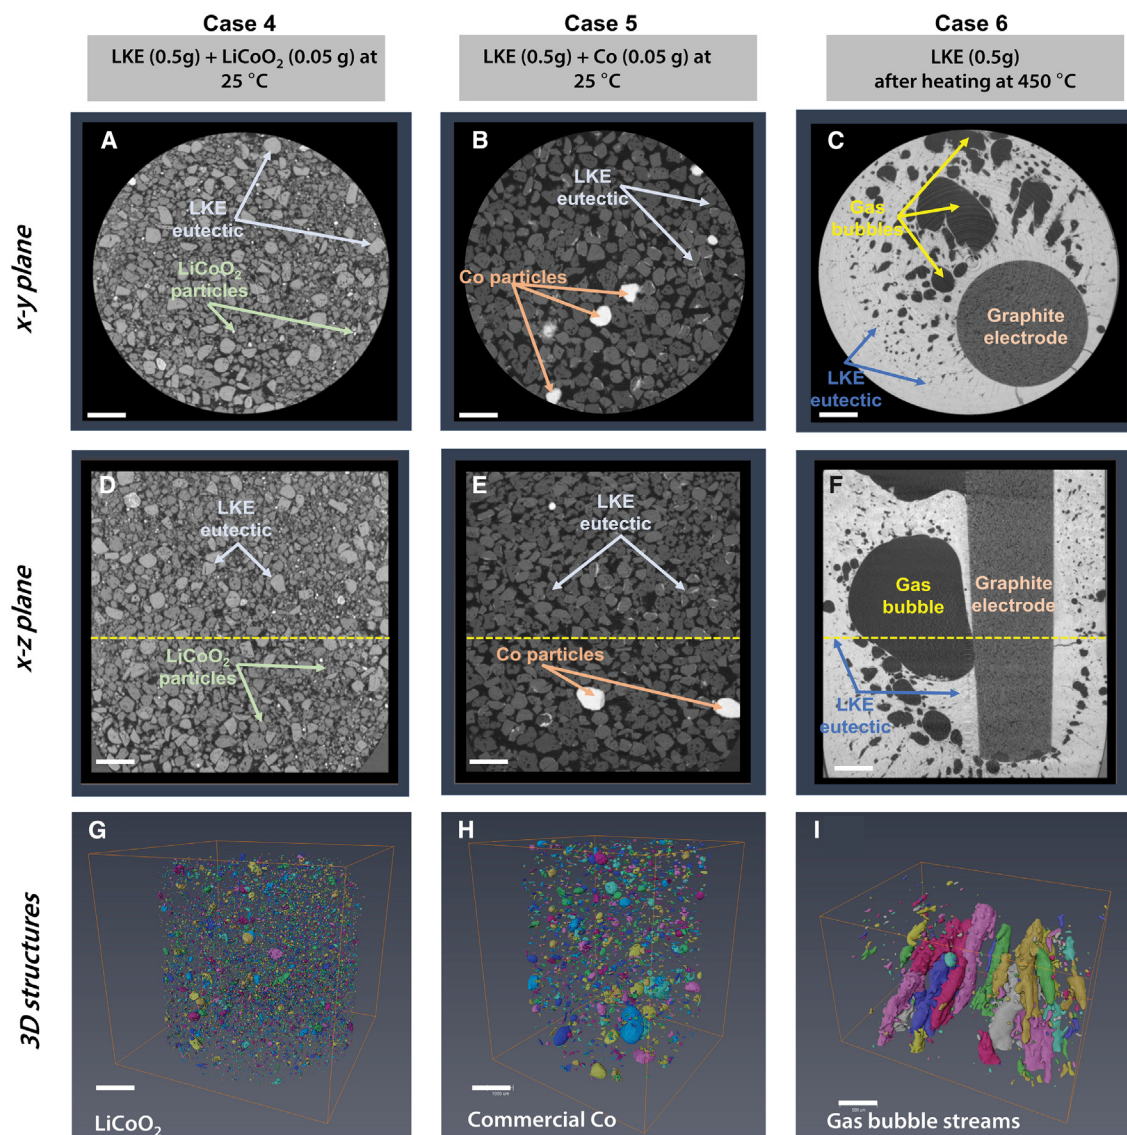 Case 4
Case 5
Case 6
LKE (0.5g) + LiCoO₂ (0.05 g) at
25 °C
LKE (0.5g) + Co (0.05 g) at
25 °C
LKE (0.5g)
after heating at 450 °C
x-y plane
A
LKE
eutectic
LiCoO₂
particles
B
LKE
eutectic
Co particles
C
Gas
bubbles
Graphite
electrode
LKE
eutectic
x-z plane
D
LKE
eutectic
LiCoO₂
particles
E
LKE
eutectic
Co particles
F
Gas
bubble
Graphite
electrode
LKE
eutectic
3D structures
G
LiCoO₂
H
Commercial Co
I
Gas bubble streams